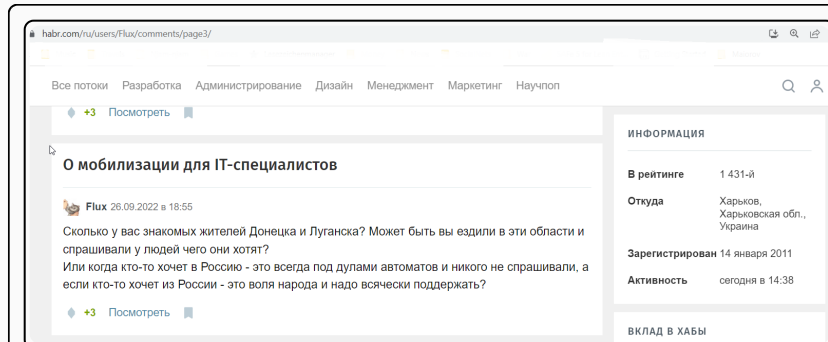 habr.com/ru/users/Flux/comments/page3/
Все потоки Разработка Администрирование Дизайн Менеджмент Маркетинг Научпоп
+3 Посмотреть
О мобилизации для IT-специалистов
Flux 26.09.2022 в 18:55
Сколько у вас знакомых жителей Донецка и Луганска? Может быть вы ездили в эти области и
спрашивали у людей чего они хотят?
Или когда кто-то хочет в Россию - это всегда под дулами автоматов и никого не спрашивали, а
если кто-то хочет из России - это воля народа и надо всячески поддержать?
+3 Посмотреть
ИНФОРМАЦИЯ
В рейтинге 1 431-й
Откуда Харьков,
Харьковская обл.,
Украина
Зарегистрирован 14 января 2011
Активность сегодня в 14:38
ВКЛАД В ХАБЫ